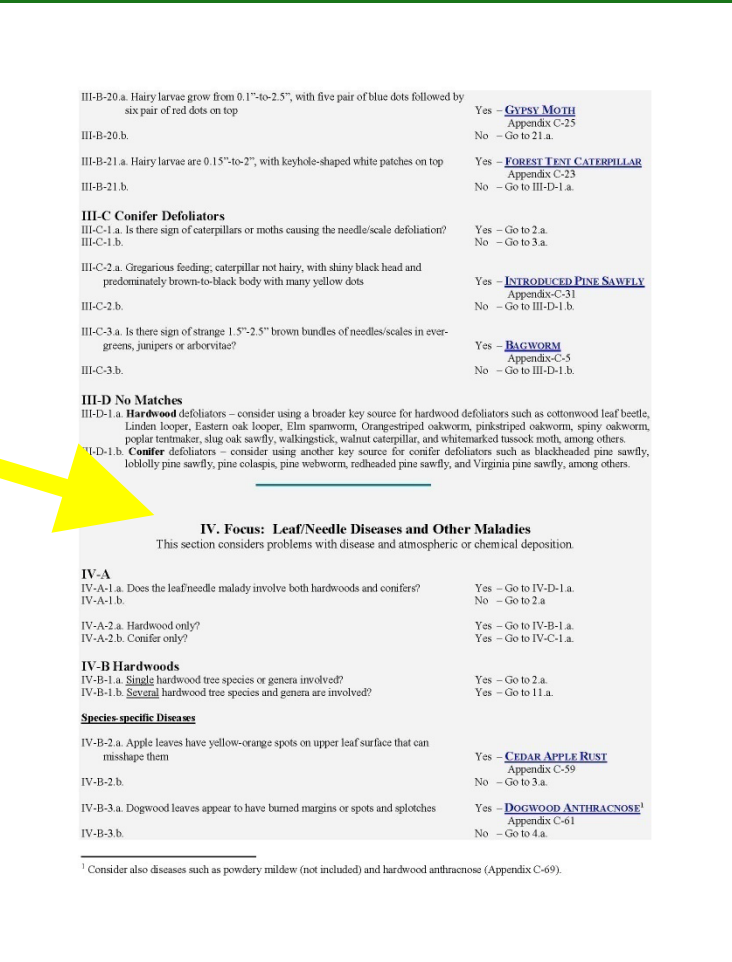 III-B-20.a. Hairy larvae grow from 0.1”-to-2.5”, with five pair of blue dots followed by
six pair of red dots on top Yes – GYPSY MOTH
Appendix C-25
III-B-20.b. No – Go to 21.a.
III-B-21.a. Hairy larvae are 0.15”-to-2”, with keyhole-shaped white patches on top Yes – FOREST TENT CATERPILLAR
Appendix C-23
III-B-21.b. No – Go to III-D-1.a.
III-C Conifer Defoliators
III-C-1.a. Is there sign of caterpillars or moths causing the needle/scale defoliation? Yes – Go to 2.a.
III-C-1.b. No – Go to 3.a.
III-C-2.a. Gregarious feeding; caterpillar not hairy, with shiny black head and
predominately brown-to-black body with many yellow dots Yes – INTRODUCED PINE SAWFLY
Appendix-C-31
III-C-2.b. No – Go to III-D-1.b.
III-C-3.a. Is there sign of strange 1.5”-2.5” brown bundles of needles/scales in ever-
greens, junipers or arborvitae? Yes – BAGWORM
Appendix-C-5
III-C-3.b. No – Go to III-D-1.b.
III-D No Matches
III-D-1.a. Hardwood defoliators – consider using a broader key source for hardwood defoliators such as cottonwood leaf beetle,
Linden looper, Eastern oak looper, Elm spanworm, Orangestriped oakworm, pinkstriped oakworm, spiny oakworm,
poplar tentmaker, slug oak sawfly, walkingstick, walnut caterpillar, and whitemarked tussock moth, among others.
III-D-1.b. Conifer defoliators – consider using another key source for conifer defoliators such as blackheaded pine sawfly,
loblolly pine sawfly, pine colaspis, pine webworm, redheaded pine sawfly, and Virginia pine sawfly, among others.
IV. Focus: Leaf/Needle Diseases and Other Maladies
This section considers problems with disease and atmospheric or chemical deposition.
IV-A
IV-A-1.a. Does the leaf/needle malady involve both hardwoods and conifers? Yes – Go to IV-D-1.a.
IV-A-1.b. No – Go to 2.a
IV-A-2.a. Hardwood only? Yes – Go to IV-B-1.a.
IV-A-2.b. Conifer only? Yes – Go to IV-C-1.a.
IV-B Hardwoods
IV-B-1.a. Single hardwood tree species or genera involved? Yes – Go to 2.a.
IV-B-1.b. Several hardwood tree species and genera are involved? Yes – Go to 11.a.
Species-specific Diseases
IV-B-2.a. Apple leaves have yellow-orange spots on upper leaf surface that can
misshape them Yes – CEDAR APPLE RUST
Appendix C-59
IV-B-2.b. No – Go to 3.a.
IV-B-3.a. Dogwood leaves appear to have burned margins or spots and splotches Yes – DOGWOOD ANTHRACNOSE1
Appendix C-61
IV-B-3.b. No – Go to 4.a.
1 Consider also diseases such as powdery mildew (not included) and hardwood anthracnose (Appendix C-69).